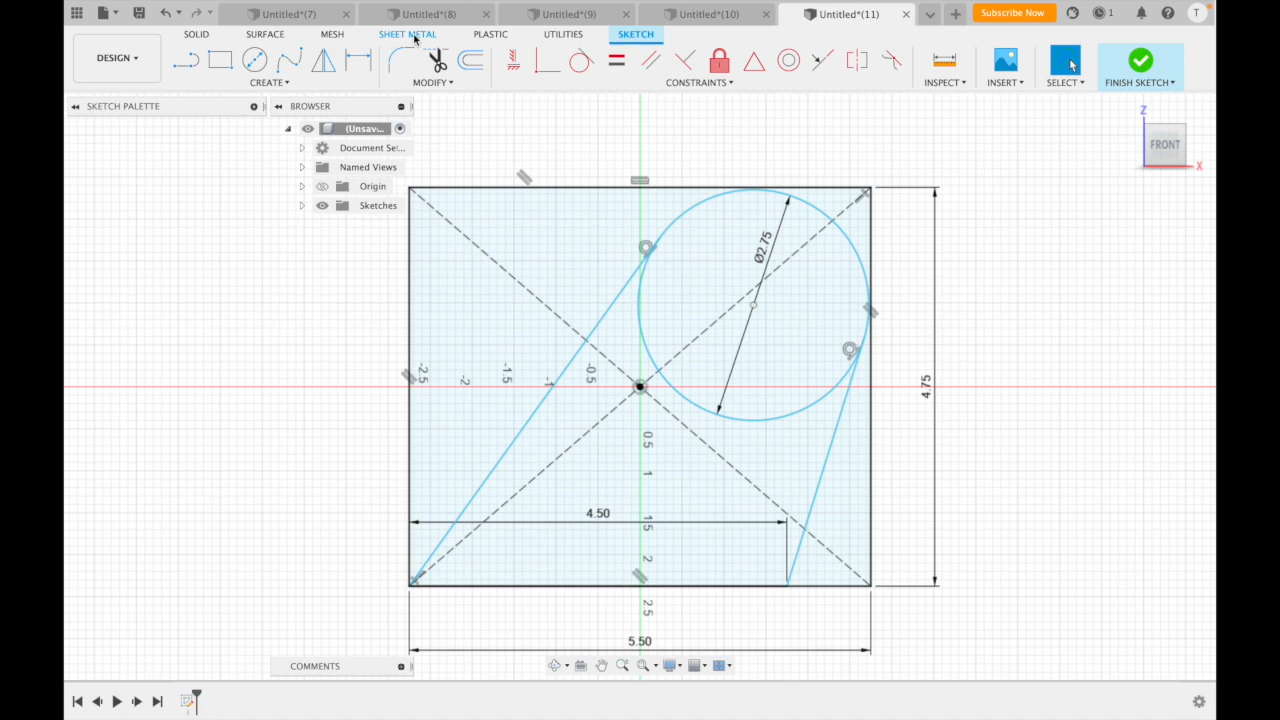 Untitled*(7) Untitled*(8) Untitled*(9) Untitled*(10) Untitled*(11) Subscribe Now 1 T
SOLID SURFACE MESH SHEET METAL PLASTIC UTILITIES SKETCH
DESIGN
CREATE MODIFY CONSTRAINTS INSPECT INSERT SELECT FINISH SKETCH
SKETCH PALETTE BROWSER
(Unsav...
Document Se...
Named Views
Origin
Sketches
Z
FRONT
X
Ø2.75
-2.5 -2 -1.5 -1 -0.5
4.75
0.5
1
4.50
1.5
2
2.5
5.50
COMMENTS